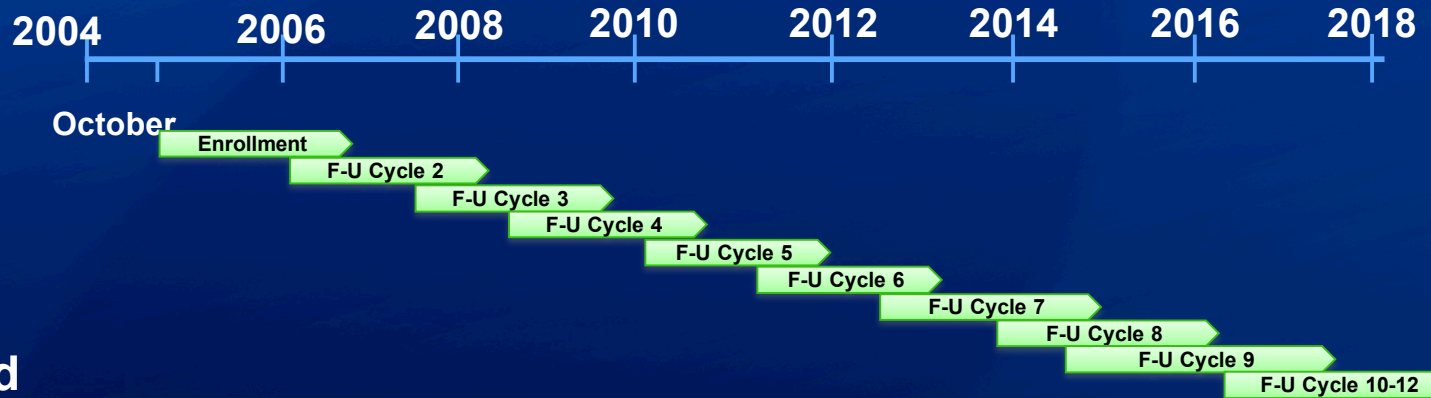 2004 2006 2008 2010 2012 2014 2016 2018
October
Enrollment
F-U Cycle 2
F-U Cycle 3
F-U Cycle 4
F-U Cycle 5
F-U Cycle 6
F-U Cycle 7
F-U Cycle 8
F-U Cycle 9
d
F-U Cycle 10-12